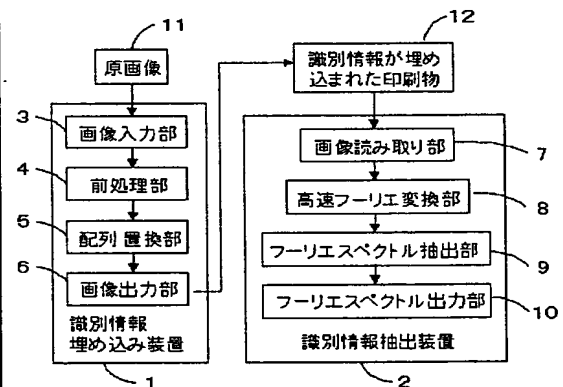 11
原画像
3
画像入力部
4
前処理部
5
配列置換部
6
画像出力部
識別情報
埋め込み装置
1
12
識別情報が埋め
込まれた印刷物
画像読み取り部
7
高速フーリエ変換部
8
フーリエスペクトル抽出部
9
フーリエスペクトル出力部
10
識別情報抽出装置
2